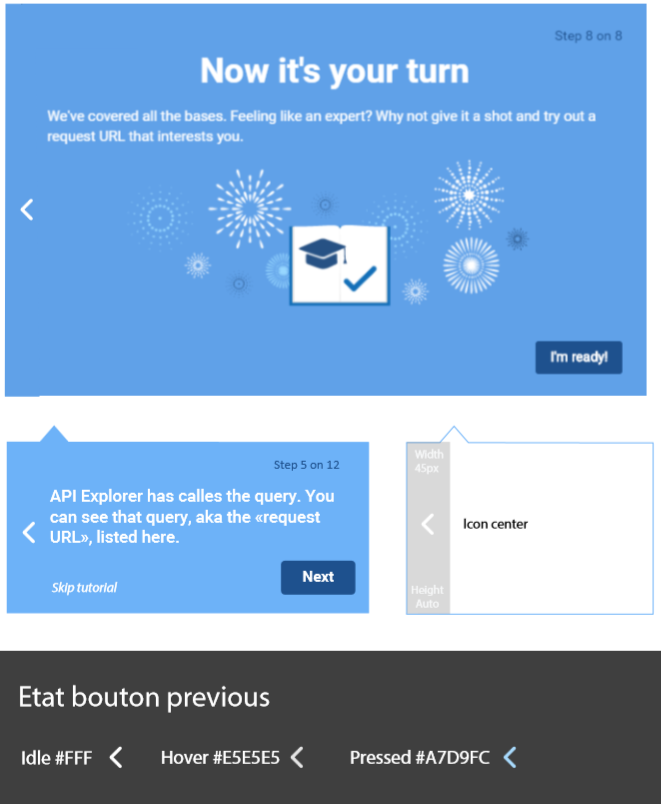 Step 8 on 8
Now it's your turn
We've covered all the bases. Feeling like an expert? Why not give it a shot and try out a
request URL that interests you.
I'm ready!
Step 5 on 12
API Explorer has calles the query. You
can see that query, aka the «request
URL», listed here.
Skip tutorial
Next
Width
45px
Icon center
Height
Auto
Etat bouton previous
Idle #FFF
Hover #E5E5E5
Pressed #A7D9FC